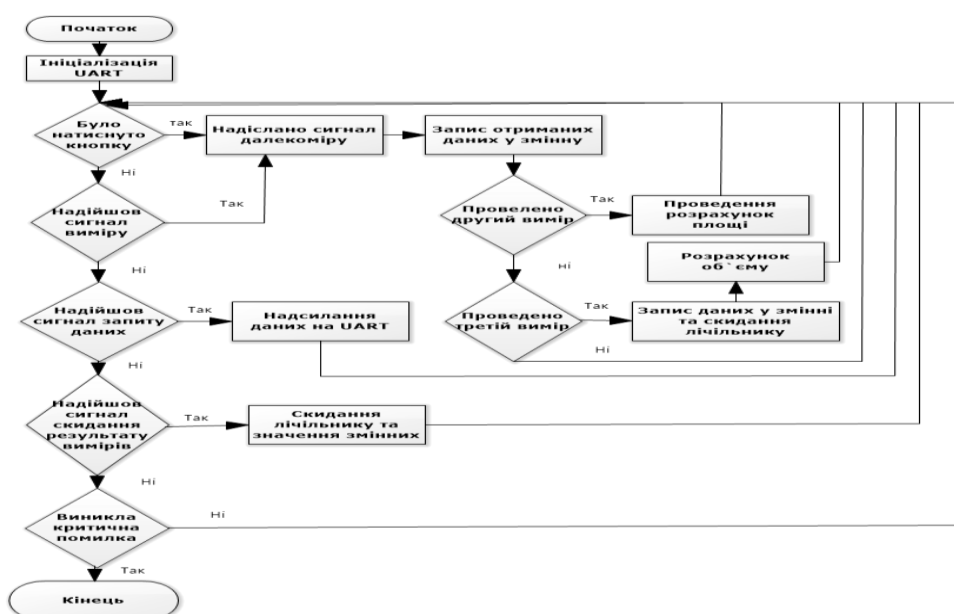 Початок
Ініціалізація
UART
Було
натиснуто
кнопку
так
Надіслано сигнал
далекоміру
Запис отриманих
даних у змінну
Ні
Надійшов
сигнал
виміру
Так
Провелено
другий вимір
Так
Проведення
розрахунок
площі
Розрахунок
об`єму
Ні
ні
Надійшов
сигнал запиту
даних
Так
Надсилання
даних на UART
Проведено
третій вимір
Так
Запис даних у змінні
та скидання
лічільнику
Ні
Ні
Надійшов
сигнал
скидання
результату
вимірів
Так
Скидання
лічільнику та
значення змінних
Ні
Виникла
критична
помилка
Ні
Так
Кінець